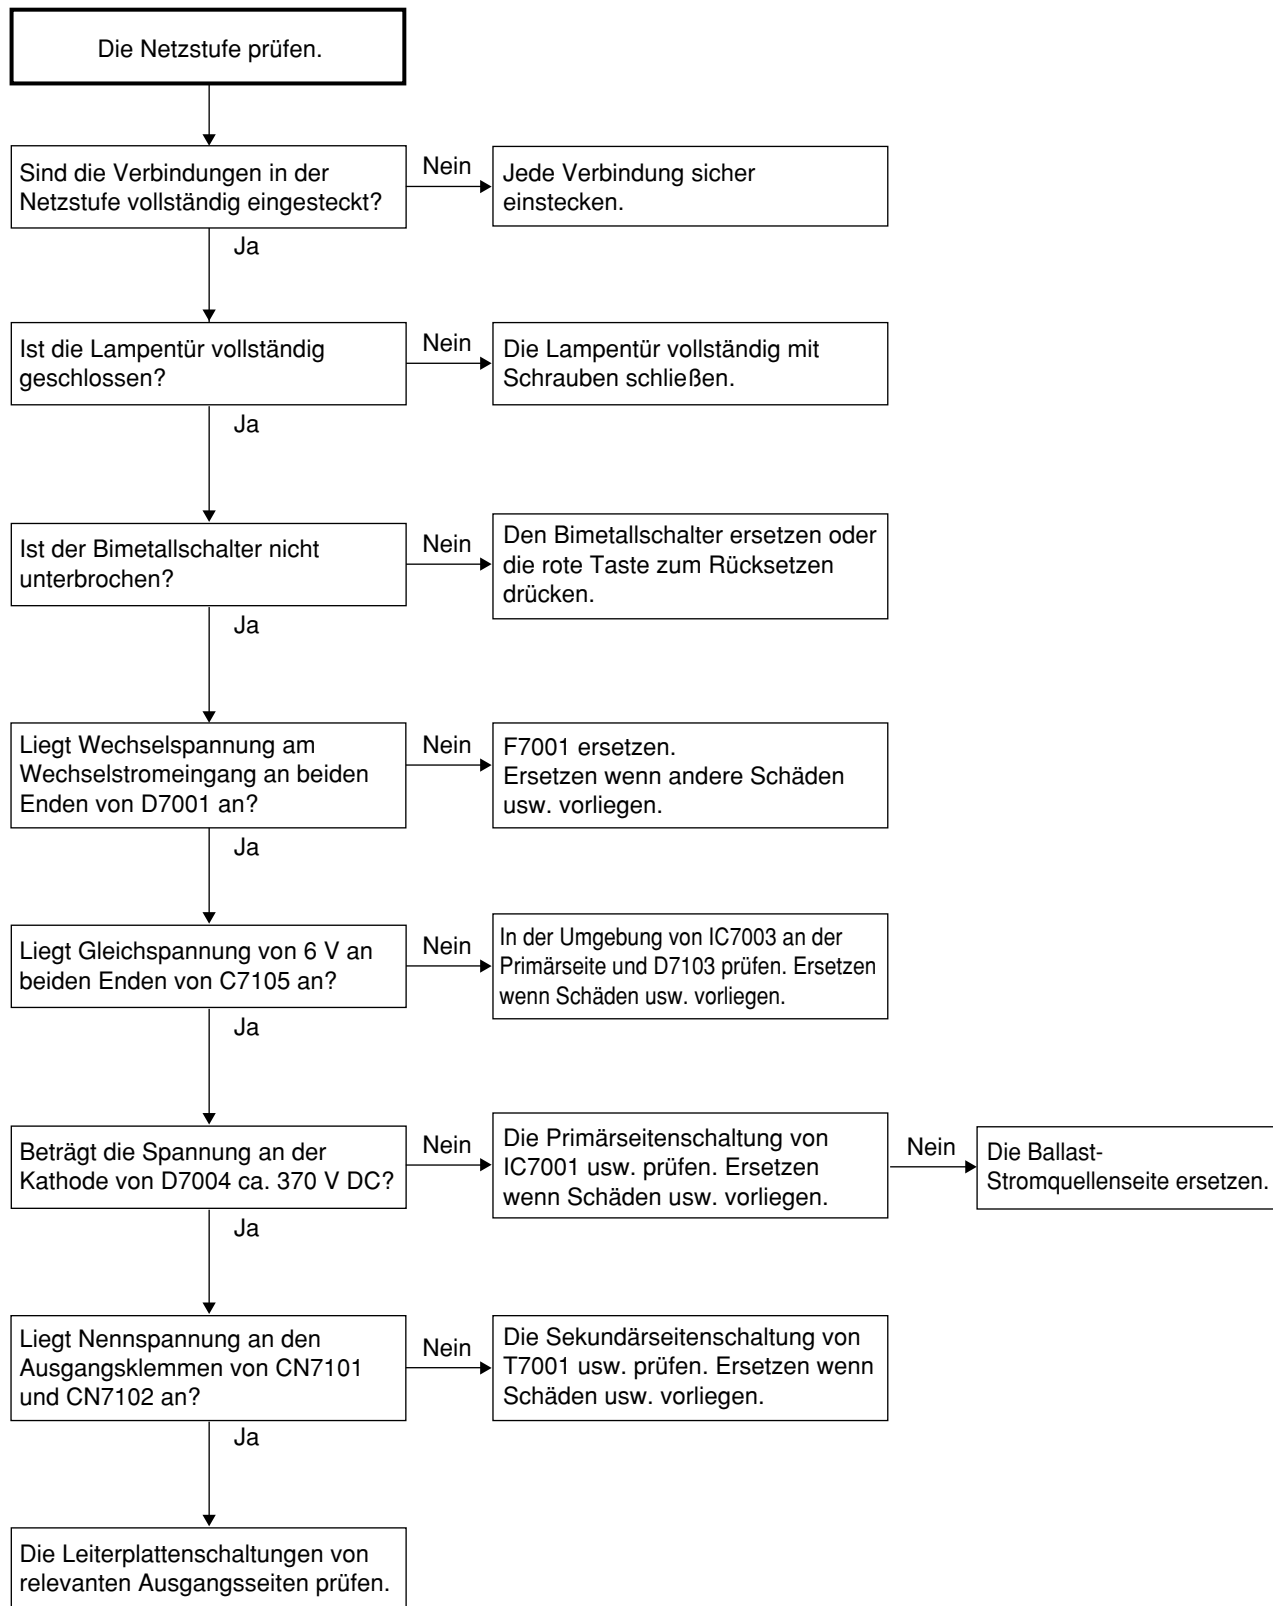 Die Netzstufe prüfen.
Sind die Verbindungen in der
Netzstufe vollständig eingesteckt?
Nein
Jede Verbindung sicher
einstecken.
Ja
Ist die Lampentür vollständig
geschlossen?
Nein
Die Lampentür vollständig mit
Schrauben schließen.
Ja
Ist der Bimetallschalter nicht
unterbrochen?
Nein
Den Bimetallschalter ersetzen oder
die rote Taste zum Rücksetzen
drücken.
Ja
Liegt Wechselspannung am
Wechselstromeingang an beiden
Enden von D7001 an?
Nein
F7001 ersetzen.
Ersetzen wenn andere Schäden
usw. vorliegen.
Ja
Liegt Gleichspannung von 6 V an
beiden Enden von C7105 an?
Nein
In der Umgebung von IC7003 an der
Primärseite und D7103 prüfen. Ersetzen
wenn Schäden usw. vorliegen.
Ja
Beträgt die Spannung an der
Kathode von D7004 ca. 370 V DC?
Nein
Die Primärseitenschaltung von
IC7001 usw. prüfen. Ersetzen
wenn Schäden usw. vorliegen.
Nein
Die Ballast-
Stromquellenseite ersetzen.
Ja
Liegt Nennspannung an den
Ausgangsklemmen von CN7101
und CN7102 an?
Nein
Die Sekundärseitenschaltung von
T7001 usw. prüfen. Ersetzen wenn
Schäden usw. vorliegen.
Ja
Die Leiterplattenschaltungen von
relevanten Ausgangsseiten prüfen.